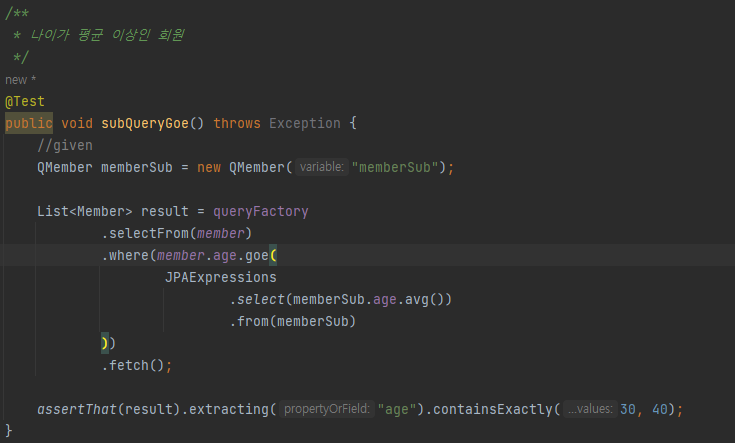 /**
 * 나이가 평균 이상인 회원
 */
new *
@Test
public void subQueryGoe() throws Exception {
    //given
    QMember memberSub = new QMember( variable: "memberSub");

    List<Member> result = queryFactory
            .selectFrom(member)
            .where(member.age.goe(
                    JPAExpressions
                            .select(memberSub.age.avg())
                            .from(memberSub)
            ))
            .fetch();

    assertThat(result).extracting( propertyOrField: "age").containsExactly( ...values: 30, 40);
}